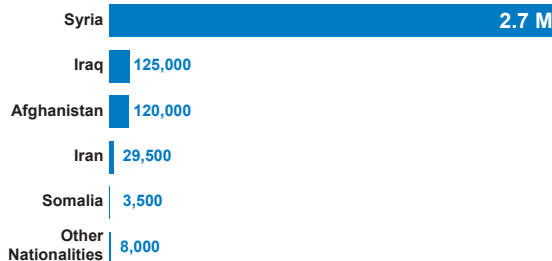 Syria 2.7 M
Iraq 125,000
Afghanistan 120,000
Iran 29,500
Somalia 3,500
Other
Nationalities 8,000